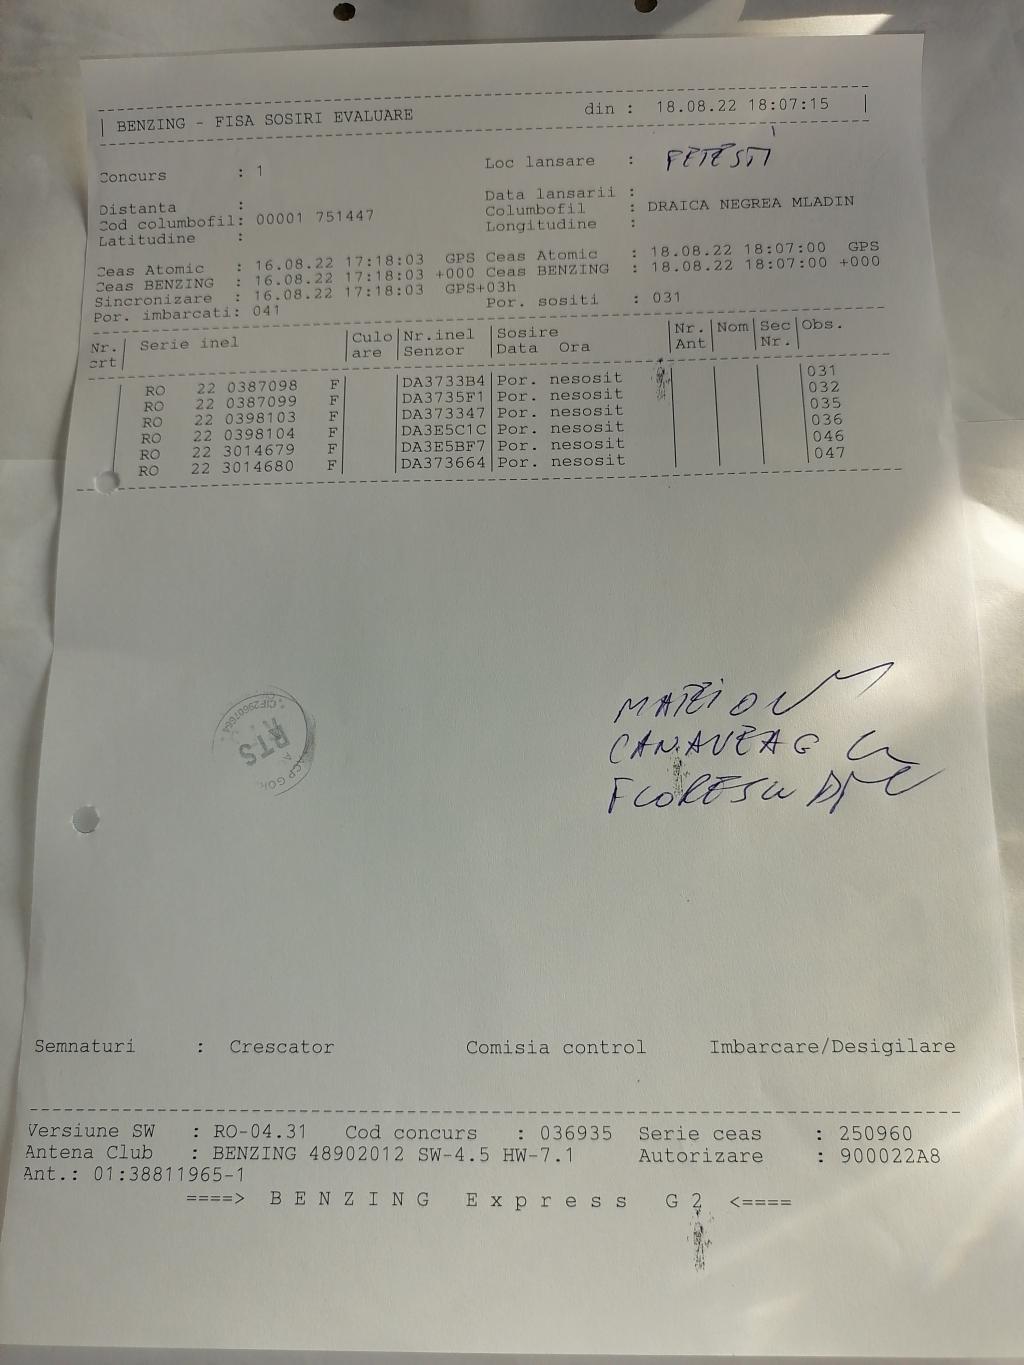 BENZING - FISA SOSIRI EVALUARE din : 18.08.22 18:07:15
Concurs : 1 Loc lansare : FETESTI
Distanta : Data lansarii :
Cod columbofil: 00001 751447 Columbofil : DRAICA NEGREA MLADIN
Latitudine : Longitudine :
Ceas Atomic : 16.08.22 17:18:03 GPS Ceas Atomic : 18.08.22 18:07:00 GPS
Ceas BENZING : 16.08.22 17:18:03 +000 Ceas BENZING : 18.08.22 18:07:00 +000
Sincronizare : 16.08.22 17:18:03 GPS+03h
Por. imbarcati: 041 Por. sositi : 031
Nr. crt Serie inel Culo are Nr.inel Senzor Sosire Data Ora Nr. Ant Nom Sec Nr. Obs.
RO 22 0387098 F DA3733B4 Por. nesosit 031
RO 22 0387099 F DA3735F1 Por. nesosit 032
RO 22 0398103 F DA373347 Por. nesosit 035
RO 22 0398104 F DA3E5C1C Por. nesosit 036
RO 22 3014679 F DA3E5BF7 Por. nesosit 046
RO 22 3014680 F DA373664 Por. nesosit 047
MATEI
CANAVEAG
FLORESCU
RTS
Semnaturi : Crescator Comisia control Imbarcare/Desigilare
Versiune SW : RO-04.31 Cod concurs : 036935 Serie ceas : 250960
Antena Club : BENZING 48902012 SW-4.5 HW-7.1 Autorizare : 900022A8
Ant.: 01:38811965-1
====> B E N Z I N G E x p r e s s G 2 <====